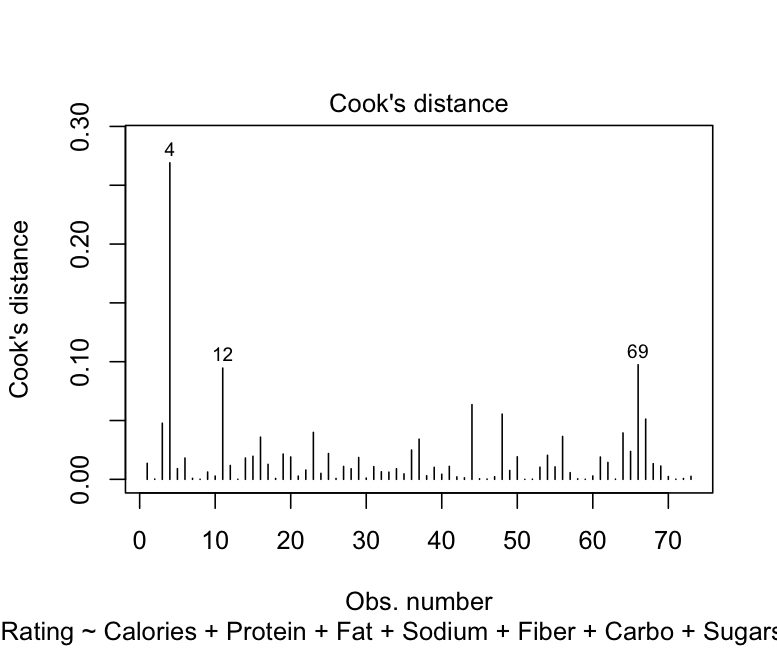 Cook's distance
Cook's distance
0.30
0.20
0.10
0.00
4
12
69
0 10 20 30 40 50 60 70
Obs. number
Rating ~ Calories + Protein + Fat + Sodium + Fiber + Carbo + Sugars